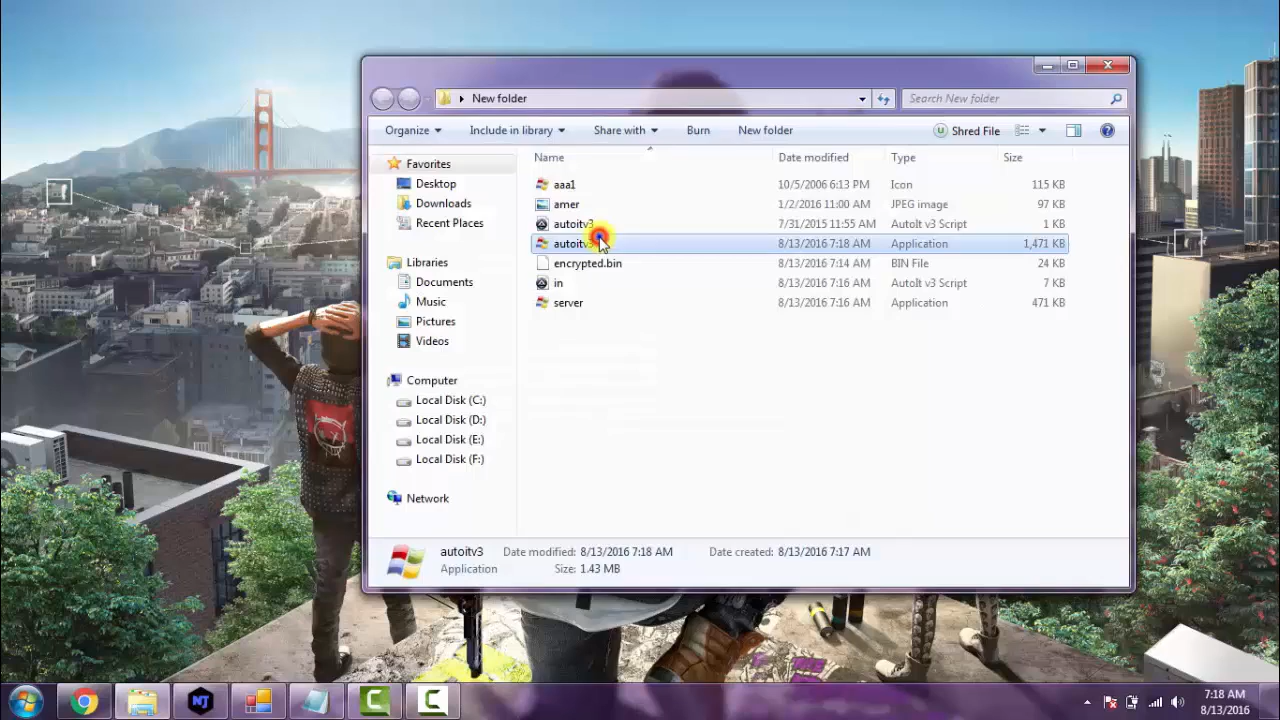 New folder
Search New folder
Organize Include in library Share with Burn New folder Shred File
Name Date modified Type Size
Favorites
Desktop
Downloads
Recent Places
Libraries
Documents
Music
Pictures
Videos
Computer
Local Disk (C:)
Local Disk (D:)
Local Disk (E:)
Local Disk (F:)
Network
aaa1 10/5/2006 6:13 PM Icon 115 KB
amer 1/2/2016 11:00 AM JPEG image 97 KB
autoitv3 7/31/2015 11:55 AM AutoIt v3 Script 1 KB
autoitv3 8/13/2016 7:18 AM Application 1,471 KB
encrypted.bin 8/13/2016 7:14 AM BIN File 24 KB
in 8/13/2016 7:16 AM AutoIt v3 Script 7 KB
server 8/13/2016 7:16 AM Application 471 KB
autoitv3 Date modified: 8/13/2016 7:18 AM Date created: 8/13/2016 7:17 AM
Application Size: 1.43 MB
7:18 AM
8/13/2016